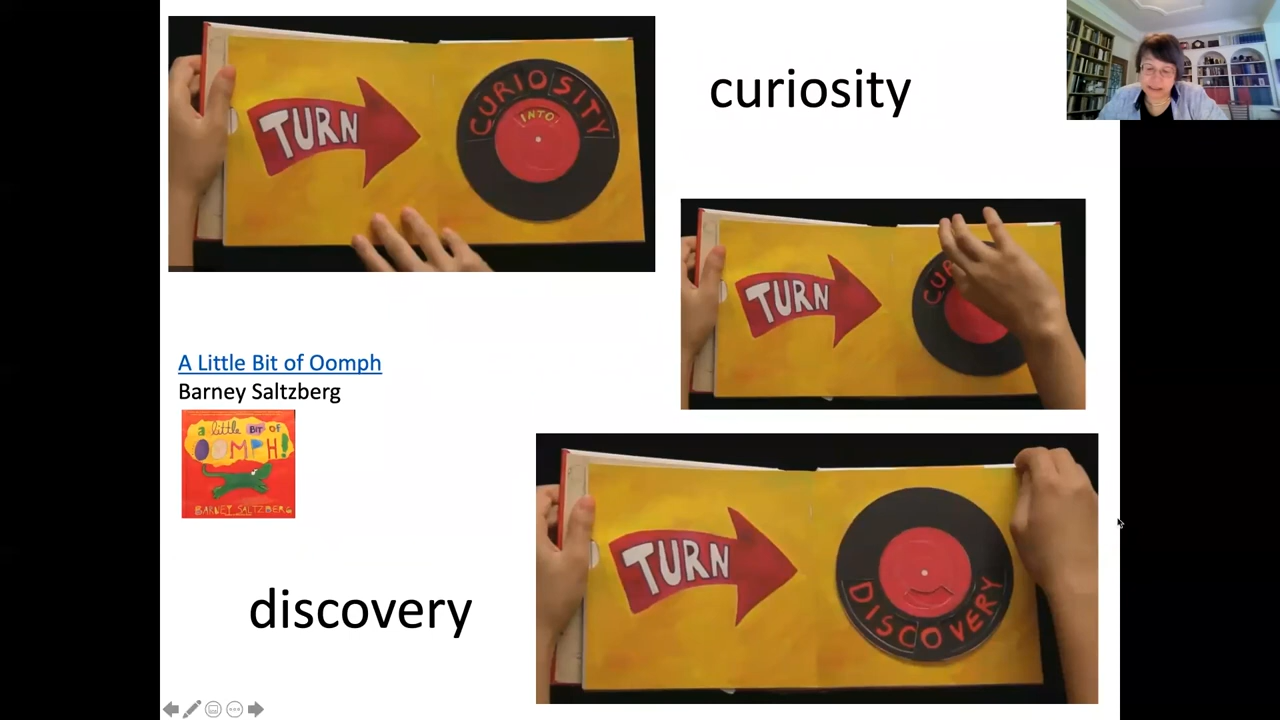 TURN
CURIOSITY
INTO
curiosity
TURN
CUR
A Little Bit of Oomph
Barney Saltzberg
a little BIT of
OOMPH!
BARNEY SALTZBERG
TURN
DISCOVERY
discovery